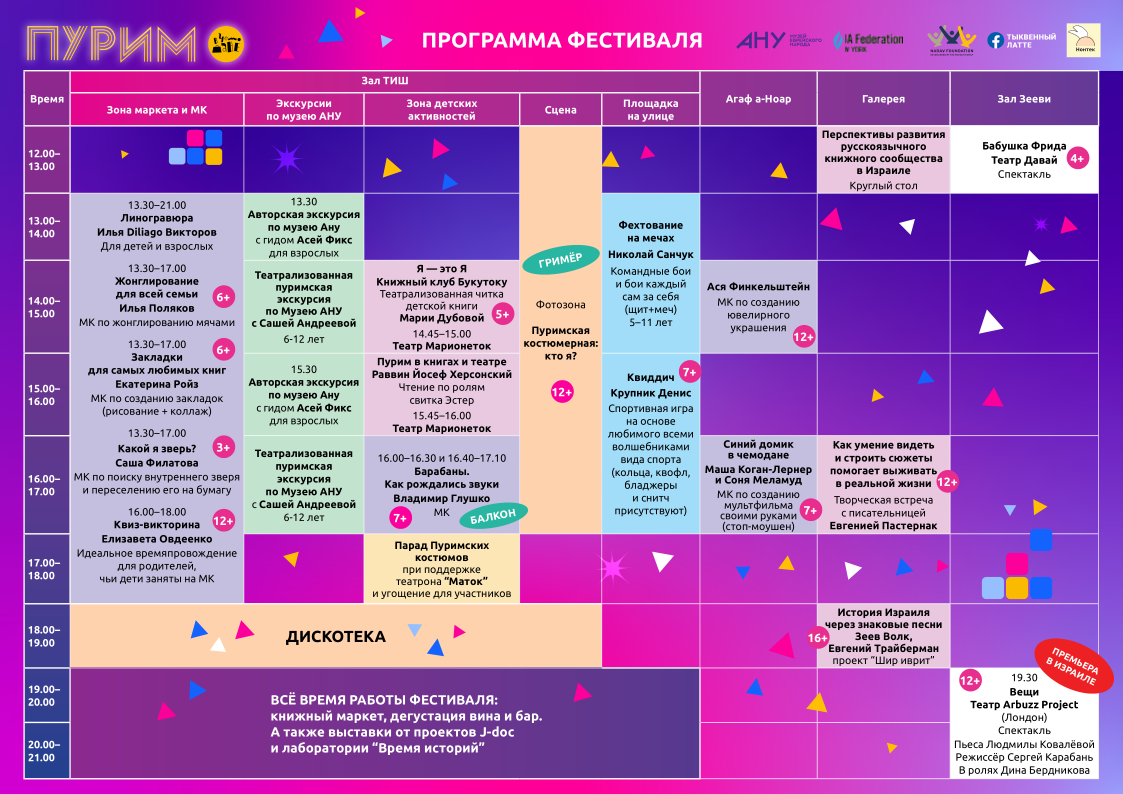 ПУРИМ
ПРОГРАММА ФЕСТИВАЛЯ
АНУ
МУЗЕЙ
ЕВРЕЙСКОГО
НАРОДА
IA Federation
NADAV FOUNDATION
ТЫКВЕННЫЙ
ЛАТТЕ
Нонтек
Время
Зал ТИШ
Зона маркета и МК
Экскурсии
по музею АНУ
Зона детских
активностей
Сцена
Площадка
на улице
Агаф а-Ноар
Галерея
Зал Зееви
12.00–
13.00
Перспективы развития
русскоязычного
книжного сообщества
в Израиле
Круглый стол
Бабушка Фрида
Театр Давай
Спектакль
4+
13.00–
14.00
14.00–
15.00
15.00–
16.00
16.00–
17.00
17.00–
18.00
18.00–
19.00
19.00–
20.00
20.00–
21.00
13.30–21.00
Линогравюра
Илья Diliago Викторов
Для детей и взрослых
13.30–17.00
Жонглирование
для всей семьи
6+
Илья Поляков
МК по жонглированию мячами
13.30–17.00
Закладки
6+
для самых любимых книг
Екатерина Ройз
МК по созданию закладок
(рисование + коллаж)
13.30–17.00
Какой я зверь?
3+
Саша Филатова
МК по поиску внутреннего зверя
и переселению его на бумагу
16.00–18.00
Квиз-викторина
12+
Елизавета Овдеенко
Идеальное времяпровождение
для родителей,
чьи дети заняты на МК
13.30
Авторская экскурсия
по музею Ану
с гидом Асей Фикс
для взрослых
Театрализованная
пуримская
экскурсия
по Музею АНУ
с Сашей Андреевой
6-12 лет
15.30
Авторская экскурсия
по музею Ану
с гидом Асей Фикс
для взрослых
Театрализованная
пуримская
экскурсия
по Музею АНУ
с Сашей Андреевой
6-12 лет
Я — это Я
Книжный клуб Букутоку
Театрализованная читка
детской книги
Марии Дубовой
5+
14.45–15.00
Театр Марионеток
Пурим в книгах и театре
Раввин Йосеф Херсонский
Чтение по ролям
свитка Эстер
15.45–16.00
Театр Марионеток
16.00–16.30 и 16.40–17.10
Барабаны.
Как рождались звуки
Владимир Глушко
МК
7+
БАЛКОН
Парад Пуримских
костюмов
при поддержке
театрона “Маток”
и угощение для участников
ГРИМЁР
Фотозона
Пуримская
костюмерная:
кто я?
12+
Фехтование
на мечах
Николай Санчук
Командные бои
и бои каждый
сам за себя
(щит+меч)
5–11 лет
Квиддич
7+
Крупник Денис
Спортивная игра
на основе
любимого всеми
волшебниками
вида спорта
(кольца, квофл,
бладжеры
и снитч
присутствуют)
Ася Финкельштейн
МК по созданию
ювелирного
украшения
12+
Синий домик
в чемодане
Маша Коган-Лернер
и Соня Меламуд
МК по созданию
мультфильма
своими руками
(стоп-моушен)
7+
Как умение видеть
и строить сюжеты
помогает выживать
в реальной жизни
12+
Творческая встреча
с писательницей
Евгенией Пастернак
ДИСКОТЕКА
История Израиля
через знаковые песни
Зеев Волк,
Евгений Трайберман
проект “Шир иврит”
16+
ВСЁ ВРЕМЯ РАБОТЫ ФЕСТИВАЛЯ:
книжный маркет, дегустация вина и бар.
А также выставки от проектов J-doc
и лаборатории “Время историй”
ПРЕМЬЕРА
В ИЗРАИЛЕ
12+
19.30
Вещи
Театр Arbuzz Project
(Лондон)
Спектакль
Пьеса Людмилы Ковалёвой
Режиссёр Сергей Карабань
В ролях Дина Бердникова